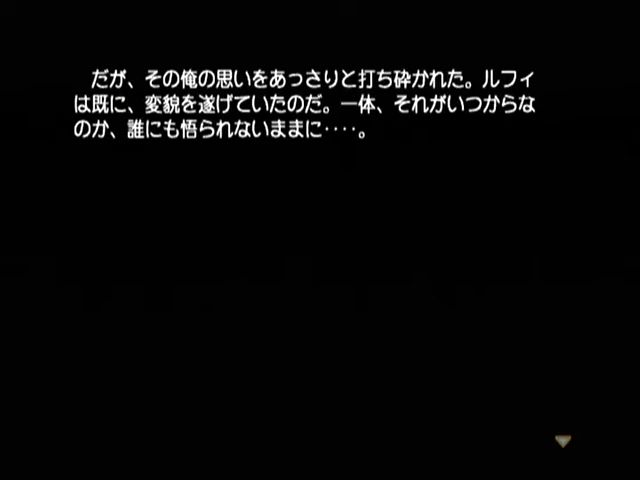 だが、その俺の思いをあっさりと打ち砕かれた。ルフィ
は既に、変貌を遂げていたのだ。一体、それがいつからな
のか、誰にも悟られないままに‥‥。